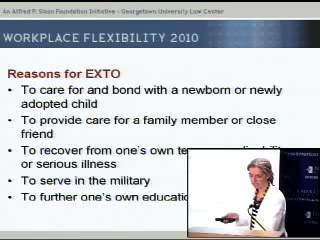 An Alfred P. Sloan Foundation Initiative - Georgetown University Law Center
WORKPLACE FLEXIBILITY 2010
Reasons for EXTO
• To care for and bond with a newborn or newly
adopted child
• To provide care for a family member or close
friend
• To recover from one's own
or serious illness
• To serve in the military
• To further one's own